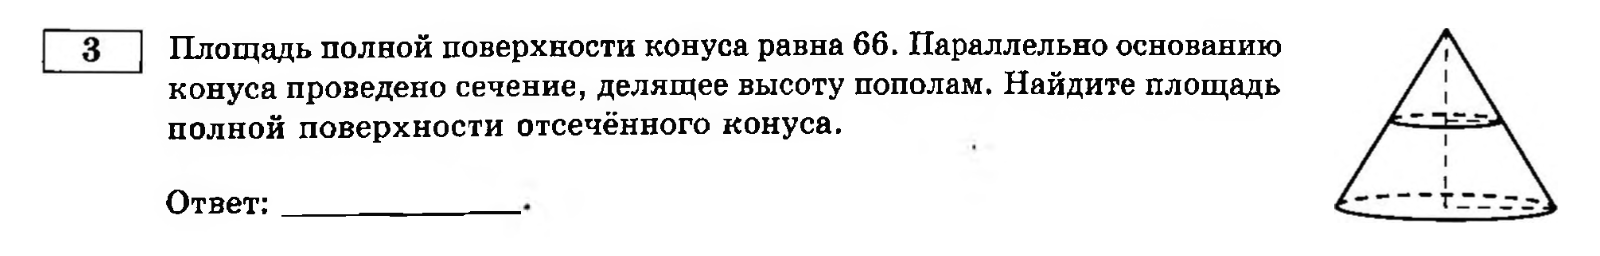 3
Площадь полной поверхности конуса равна 66. Параллельно основанию
конуса проведено сечение, делящее высоту пополам. Найдите площадь
полной поверхности отсечённого конуса.
Ответ: ______________.